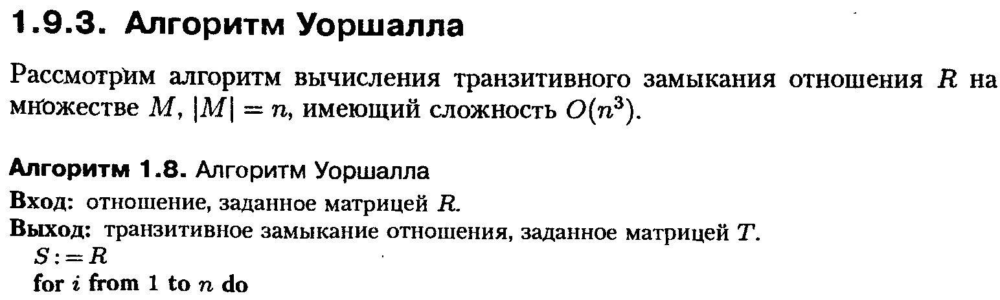 1.9.3. Алгоритм Уоршалла
Рассмотрим алгоритм вычисления транзитивного замыкания отношения R на
множестве M, |M| = n, имеющий сложность O(n³).
Алгоритм 1.8. Алгоритм Уоршалла
Вход: отношение, заданное матрицей R.
Выход: транзитивное замыкание отношения, заданное матрицей T.
S := R
for i from 1 to n do